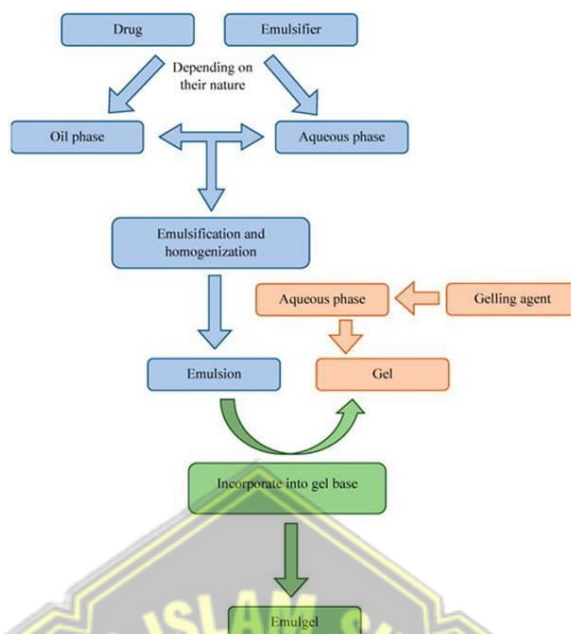 Drug
Emulsifier
Depending on
their nature
Oil phase
Aqueous phase
Emulsification and
homogenization
Aqueous phase
Gelling agent
Emulsion
Gel
Incorporate into gel base
Emulgel
ISLAM